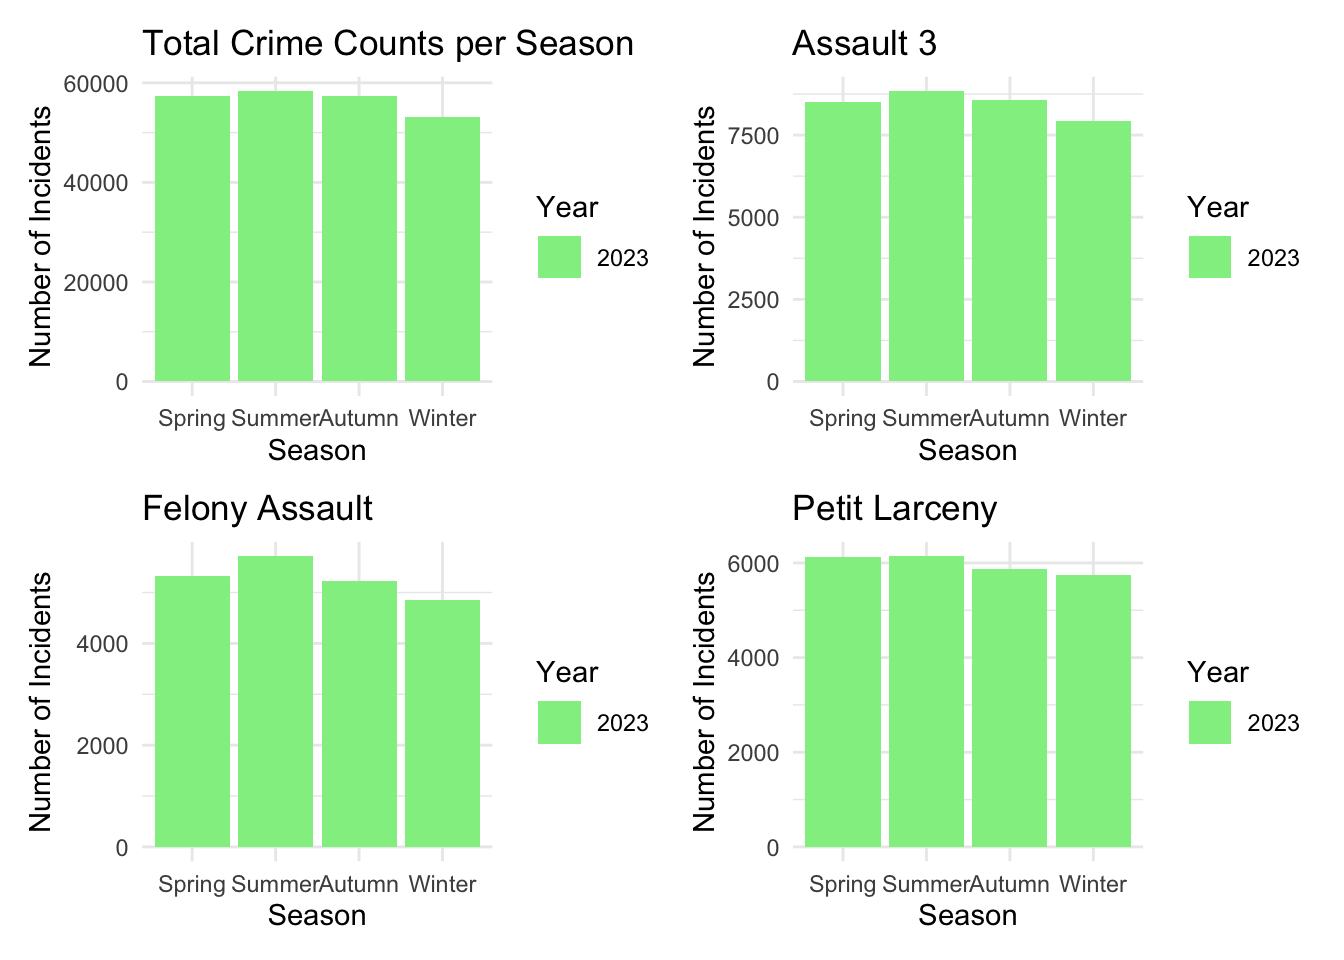 Total Crime Counts per Season
60000
40000
20000
0
Number of Incidents
Spring Summer Autumn Winter
Season
Year
2023
Assault 3
7500
5000
2500
0
Number of Incidents
Spring Summer Autumn Winter
Season
Year
2023
Felony Assault
4000
2000
0
Number of Incidents
Spring Summer Autumn Winter
Season
Year
2023
Petit Larceny
6000
4000
2000
0
Number of Incidents
Spring Summer Autumn Winter
Season
Year
2023